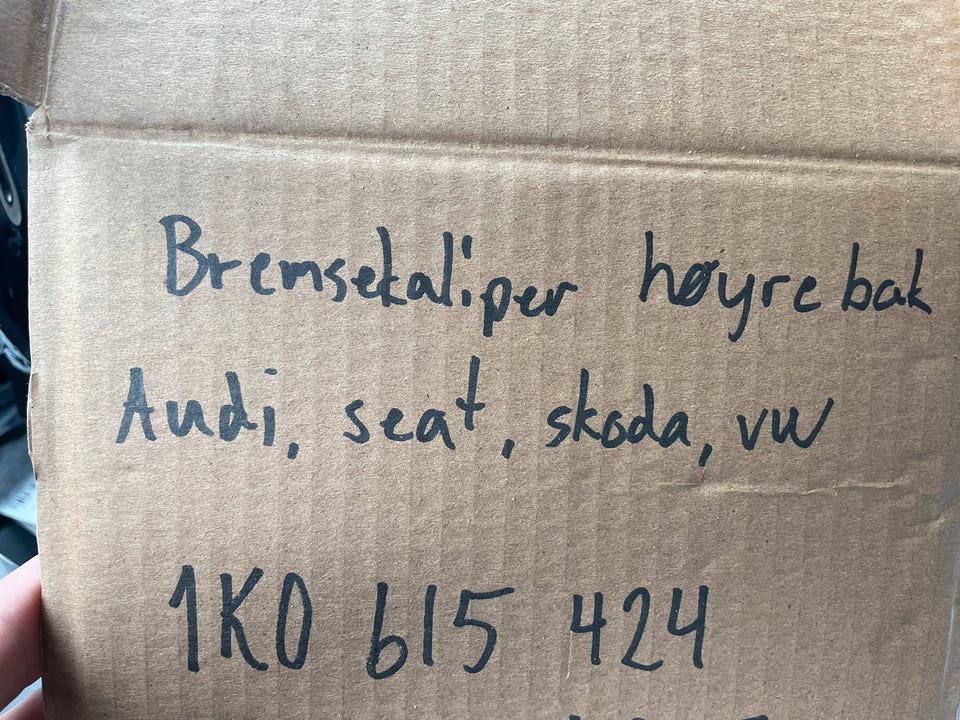 Bremsekaliper høyre bak
Audi, seat, skoda, vw
1K0 615 424